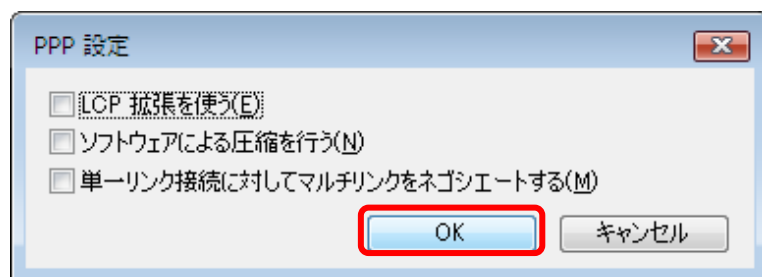 PPP 設定
LCP 拡張を使う(E)
ソフトウェアによる圧縮を行う(N)
単一リンク接続に対してマルチリンクをネゴシエートする(M)
OK キャンセル